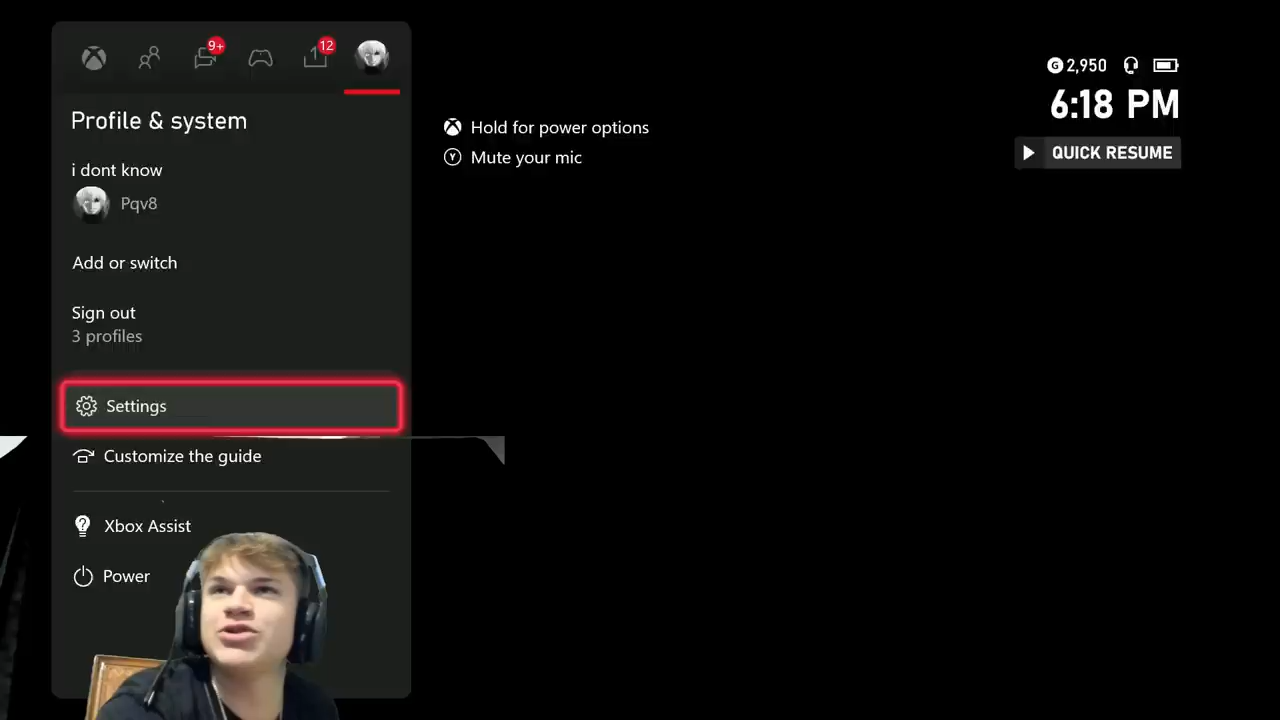 9+
12
Profile & system
i dont know
Pqv8
Add or switch
Sign out
3 profiles
Settings
Customize the guide
Xbox Assist
Power
Hold for power options
Y Mute your mic
G 2,950
6:18 PM
QUICK RESUME